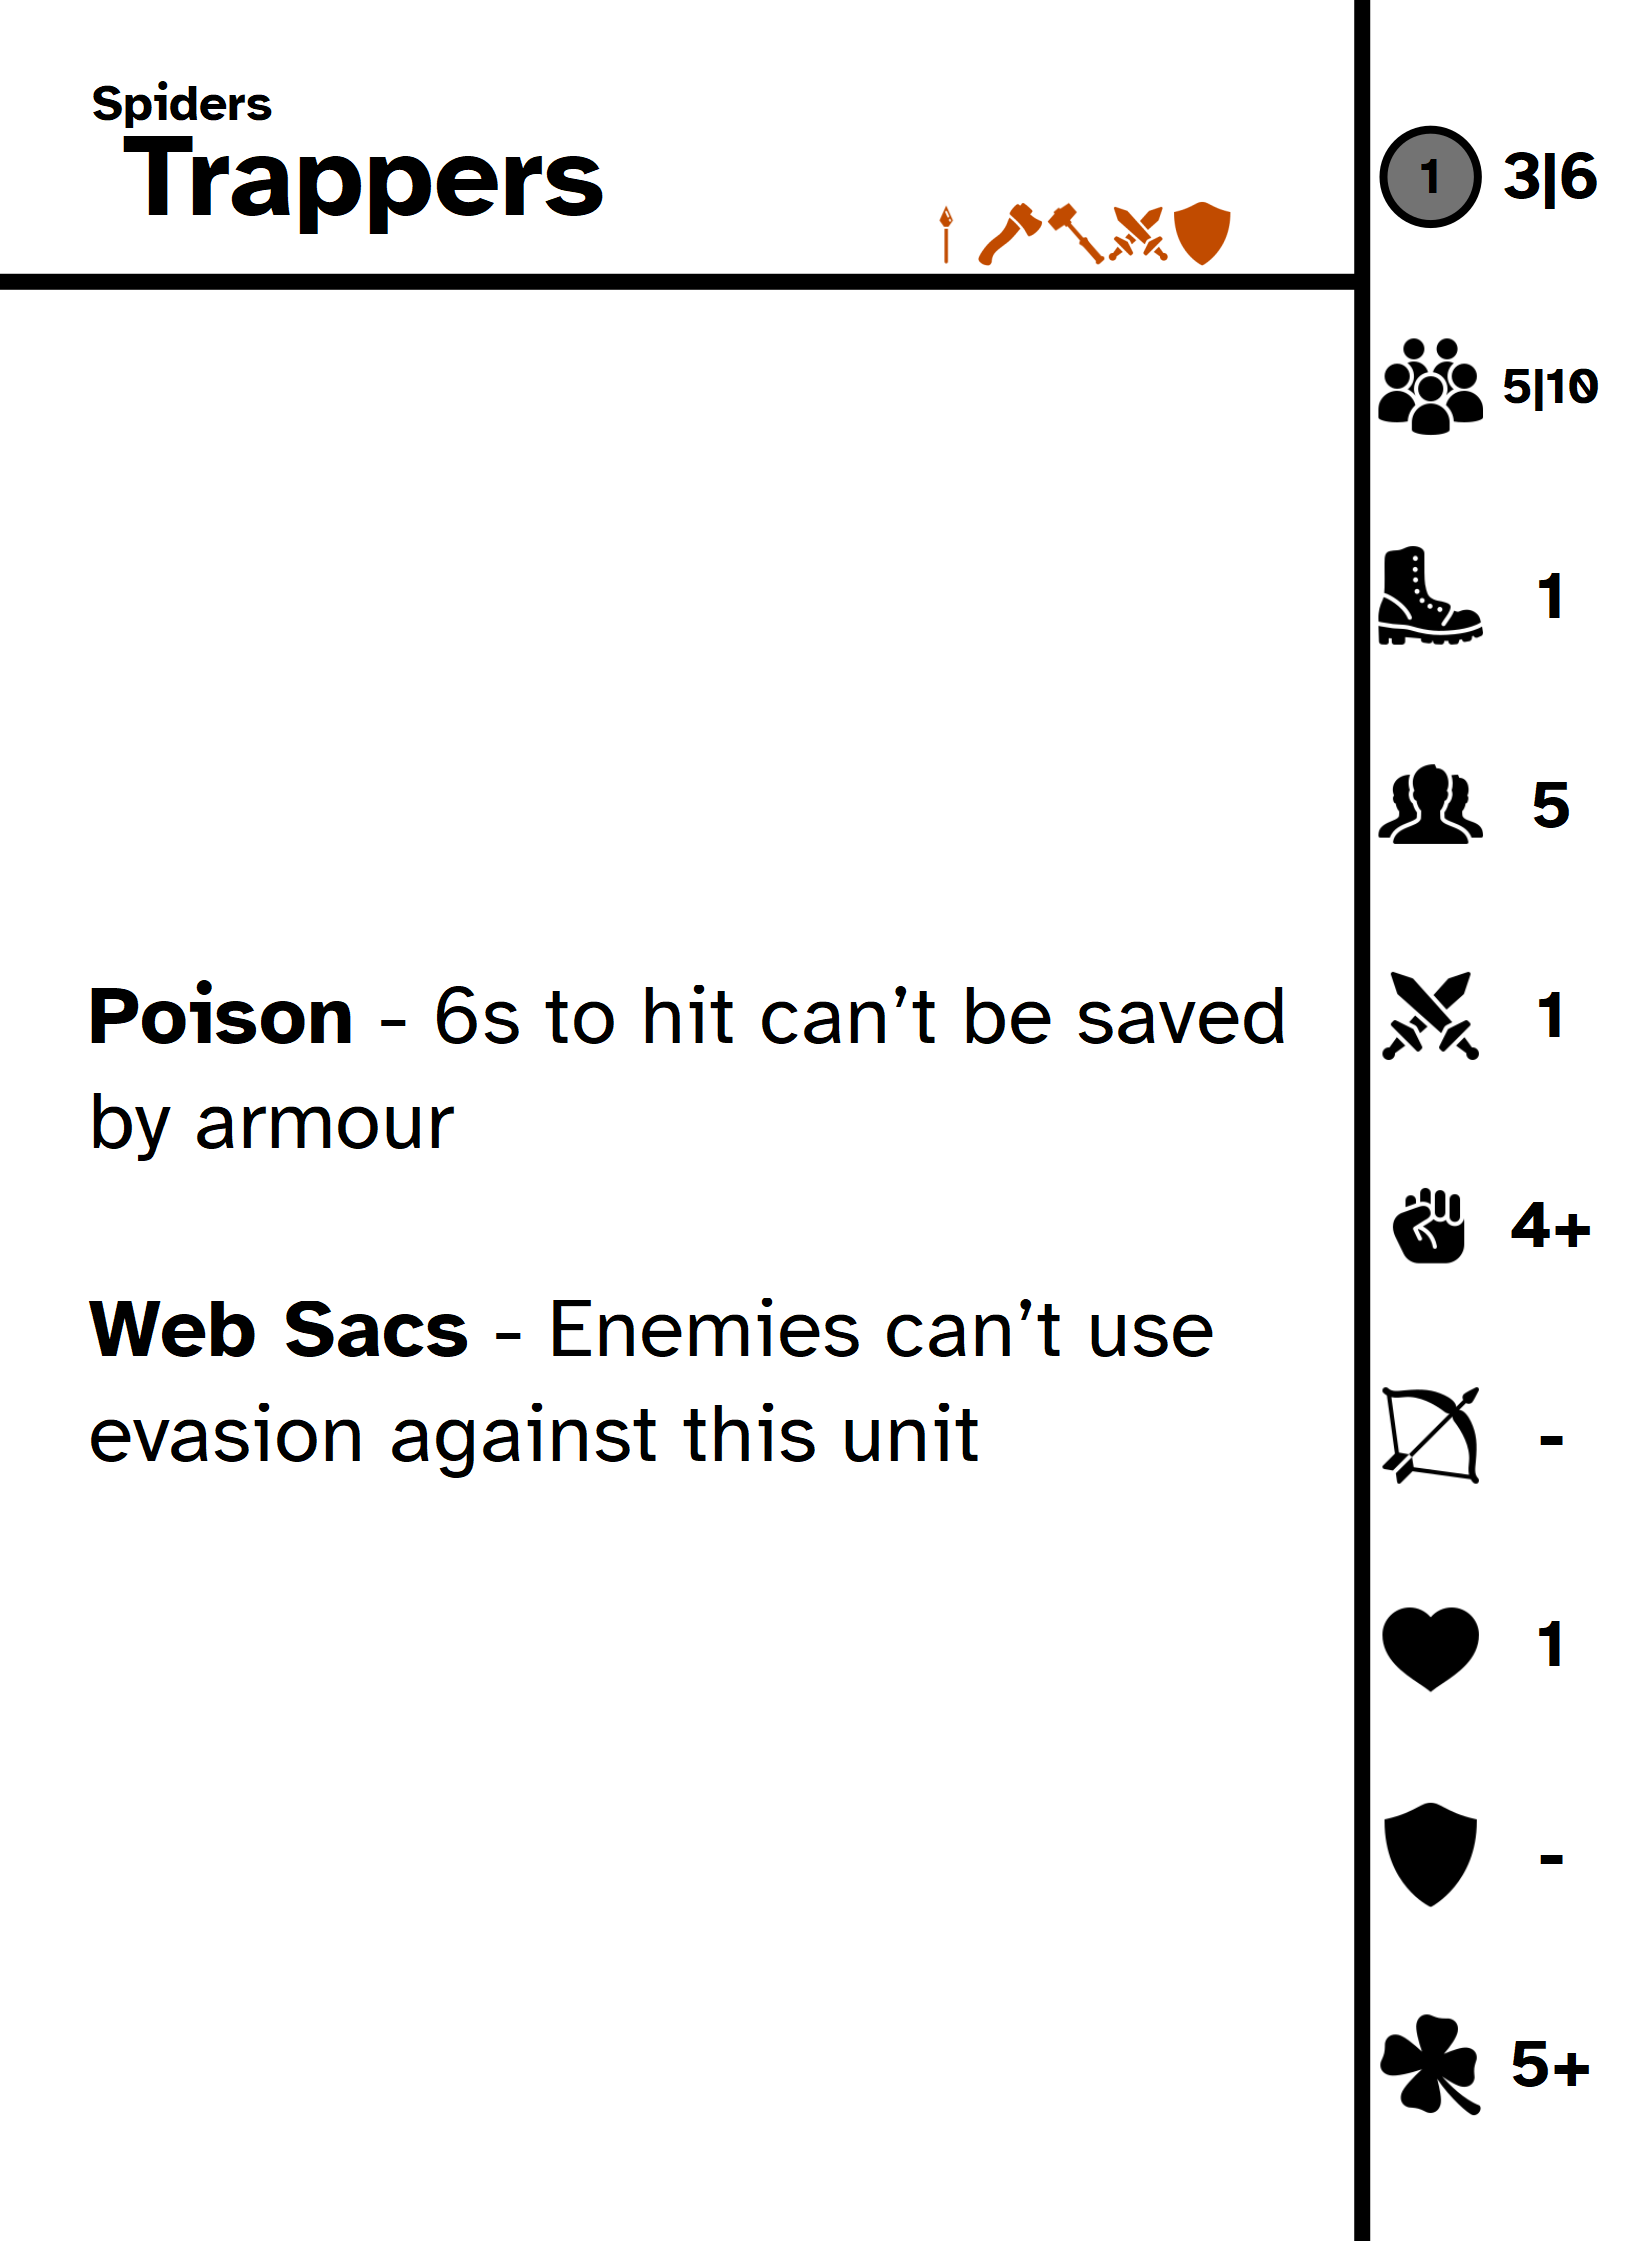 Spiders
Trappers
1 3|6
5|10
1
5
1
4+
-
1
-
5+
Poison - 6s to hit can’t be saved
by armour
Web Sacs - Enemies can’t use
evasion against this unit